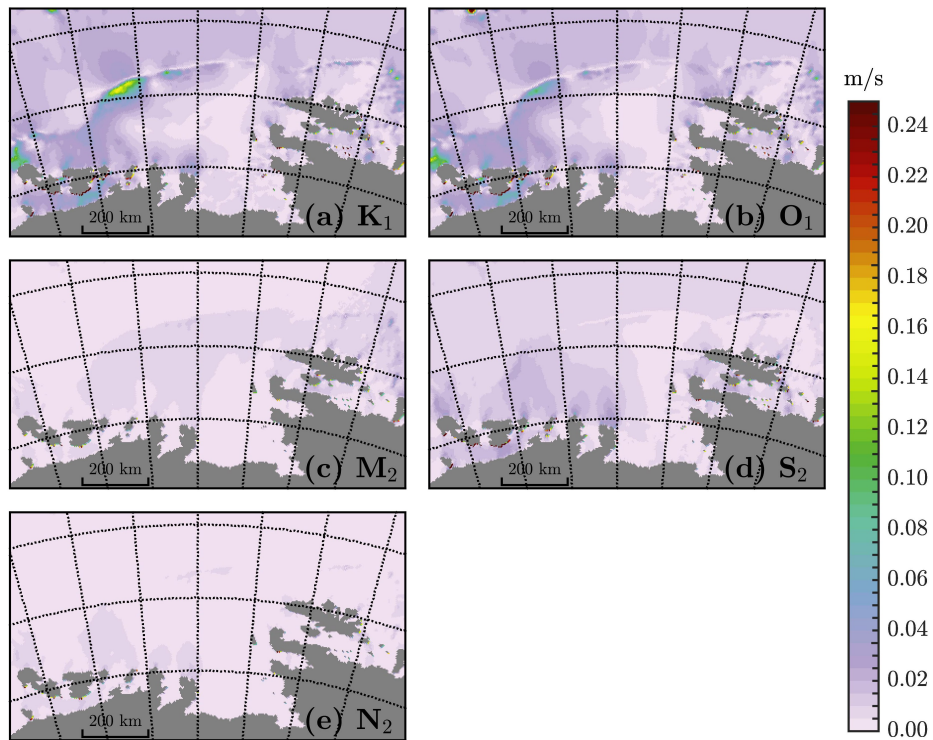 200 km
(a) K₁
200 km
(b) O₁
200 km
(c) M₂
200 km
(d) S₂
200 km
(e) N₂
m/s
0.24
0.22
0.20
0.18
0.16
0.14
0.12
0.10
0.08
0.06
0.04
0.02
0.00